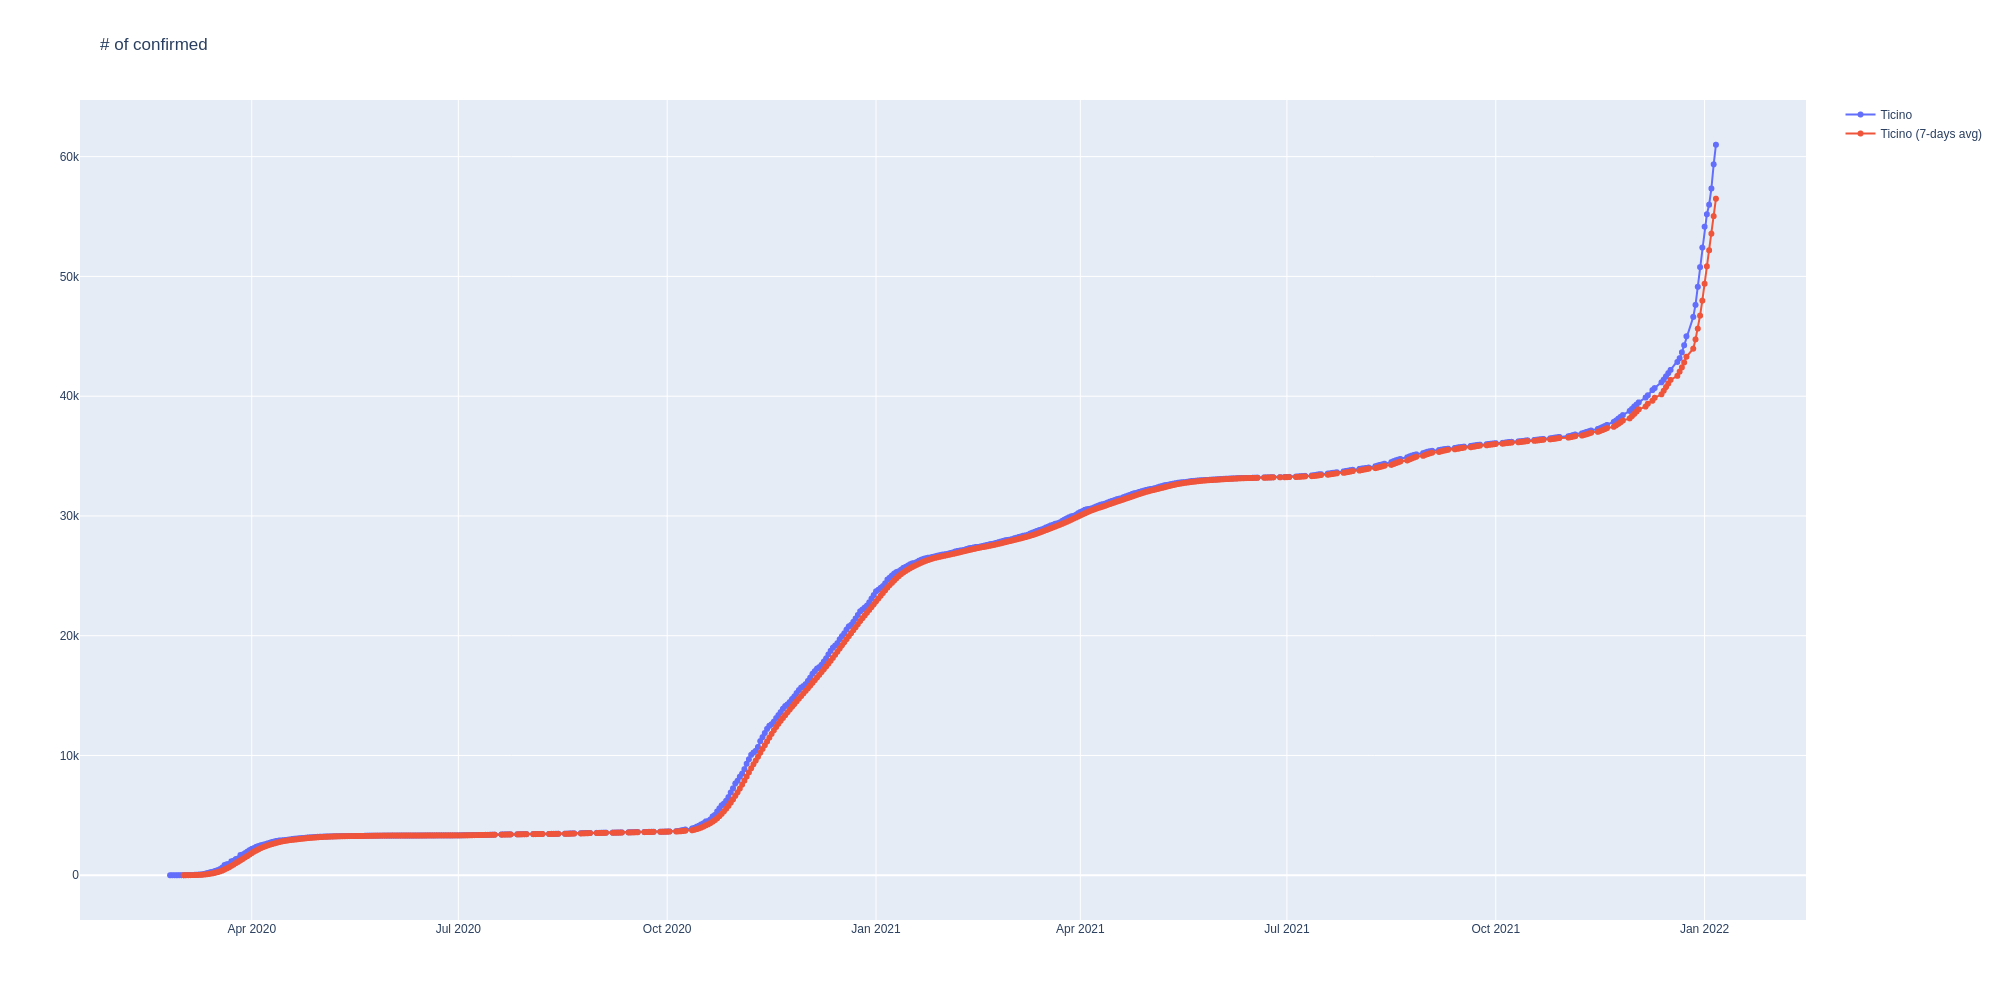 # of confirmed
Ticino
Ticino (7-days avg)
60k
50k
40k
30k
20k
10k
0
Apr 2020
Jul 2020
Oct 2020
Jan 2021
Apr 2021
Jul 2021
Oct 2021
Jan 2022